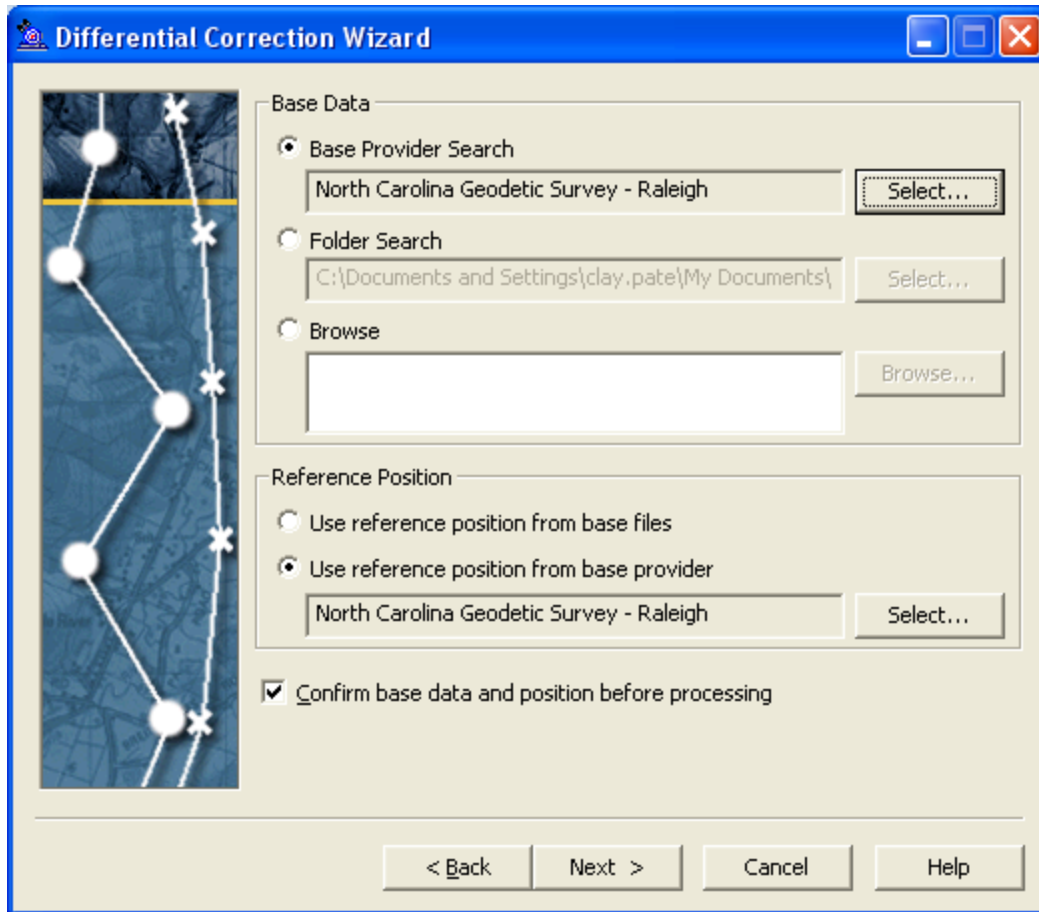 Differential Correction Wizard
Base Data
Base Provider Search
North Carolina Geodetic Survey - Raleigh
Select...
Folder Search
C:\Documents and Settings\clay.pate\My Documents\
Select...
Browse
Browse...
Reference Position
Use reference position from base files
Use reference position from base provider
North Carolina Geodetic Survey - Raleigh
Select...
Confirm base data and position before processing
< Back
Next >
Cancel
Help